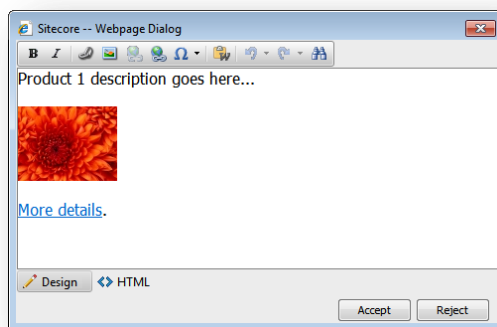 Sitecore -- Webpage Dialog
B I Ω W
Product 1 description goes here...
More details.
Design HTML
Accept Reject